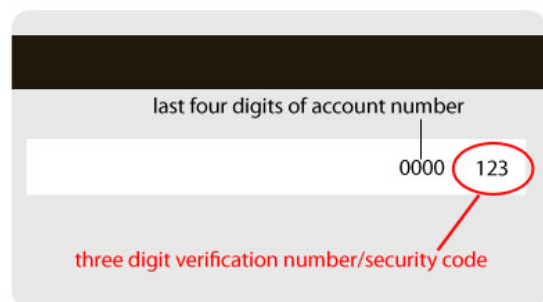 last four digits of account number
0000 123
three digit verification number/security code